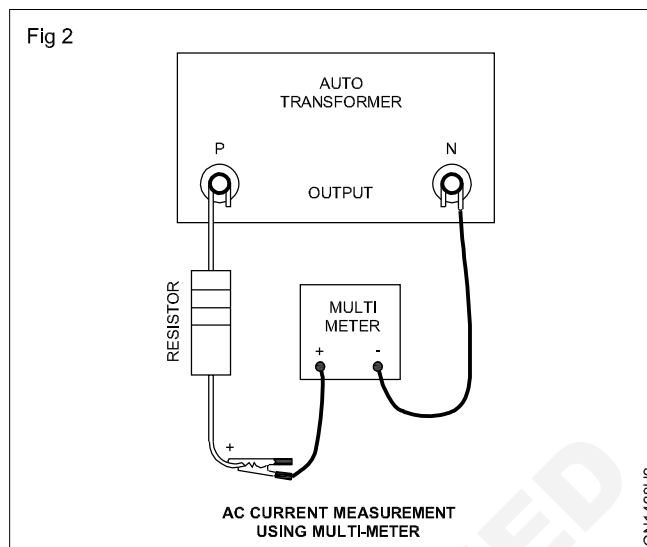 Fig 2
AUTO
TRANSFORMER
P
N
OUTPUT
RESISTOR
MULTI
METER
+ -
+
AC CURRENT MEASUREMENT
USING MULTI-METER